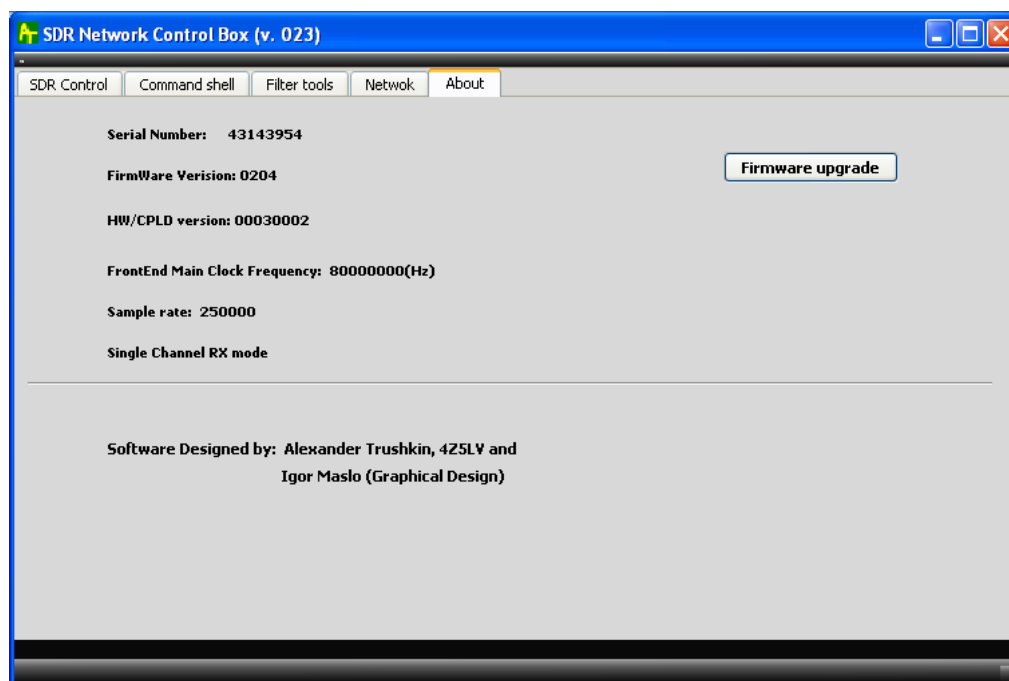 SDR Network Control Box (v. 023)
SDR Control Command shell Filter tools Netwok About
Serial Number: 43143954
Firmware upgrade
FirmWare Verision: 0204
HW/CPLD version: 00030002
FrontEnd Main Clock Frequency: 80000000(Hz)
Sample rate: 250000
Single Channel RX mode
Software Designed by: Alexander Trushkin, 4Z5LV and
Igor Maslo (Graphical Design)